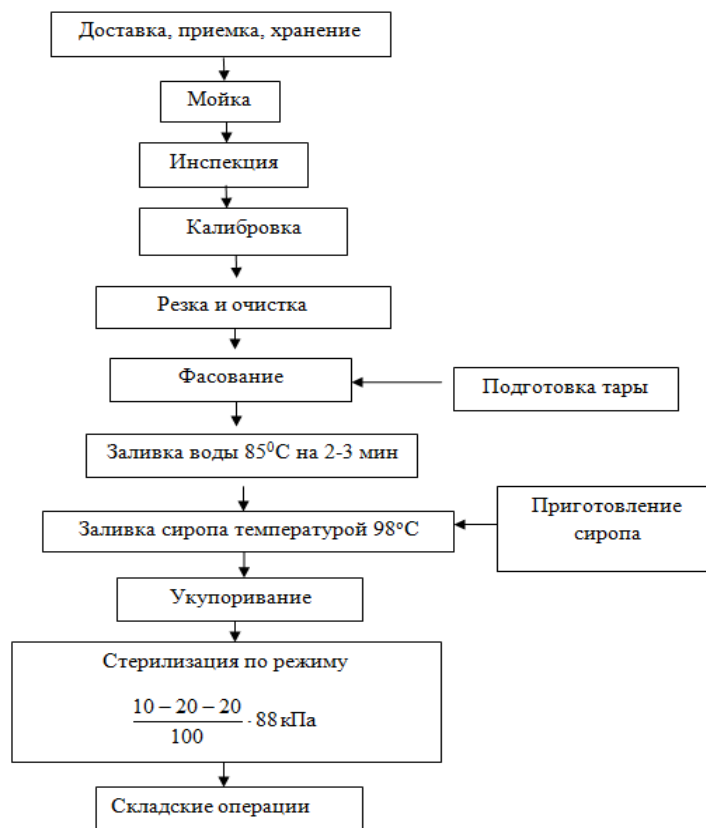 Доставка, приемка, хранение
Мойка
Инспекция
Калибровка
Резка и очистка
Фасование
Подготовка тары
Заливка воды 85⁰С на 2-3 мин
Приготовление
сиропа
Заливка сиропа температурой 98°С
Укупоривание
Стерилизация по режиму
10 – 20 – 20
100
· 88 кПа
Складские операции